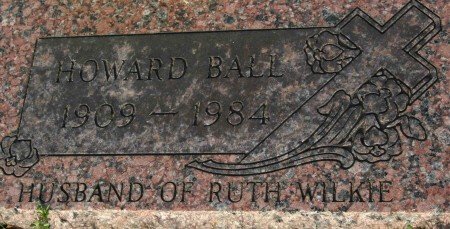 HOWARD BALL
1909 - 1984
HUSBAND OF RUTH WILKIE